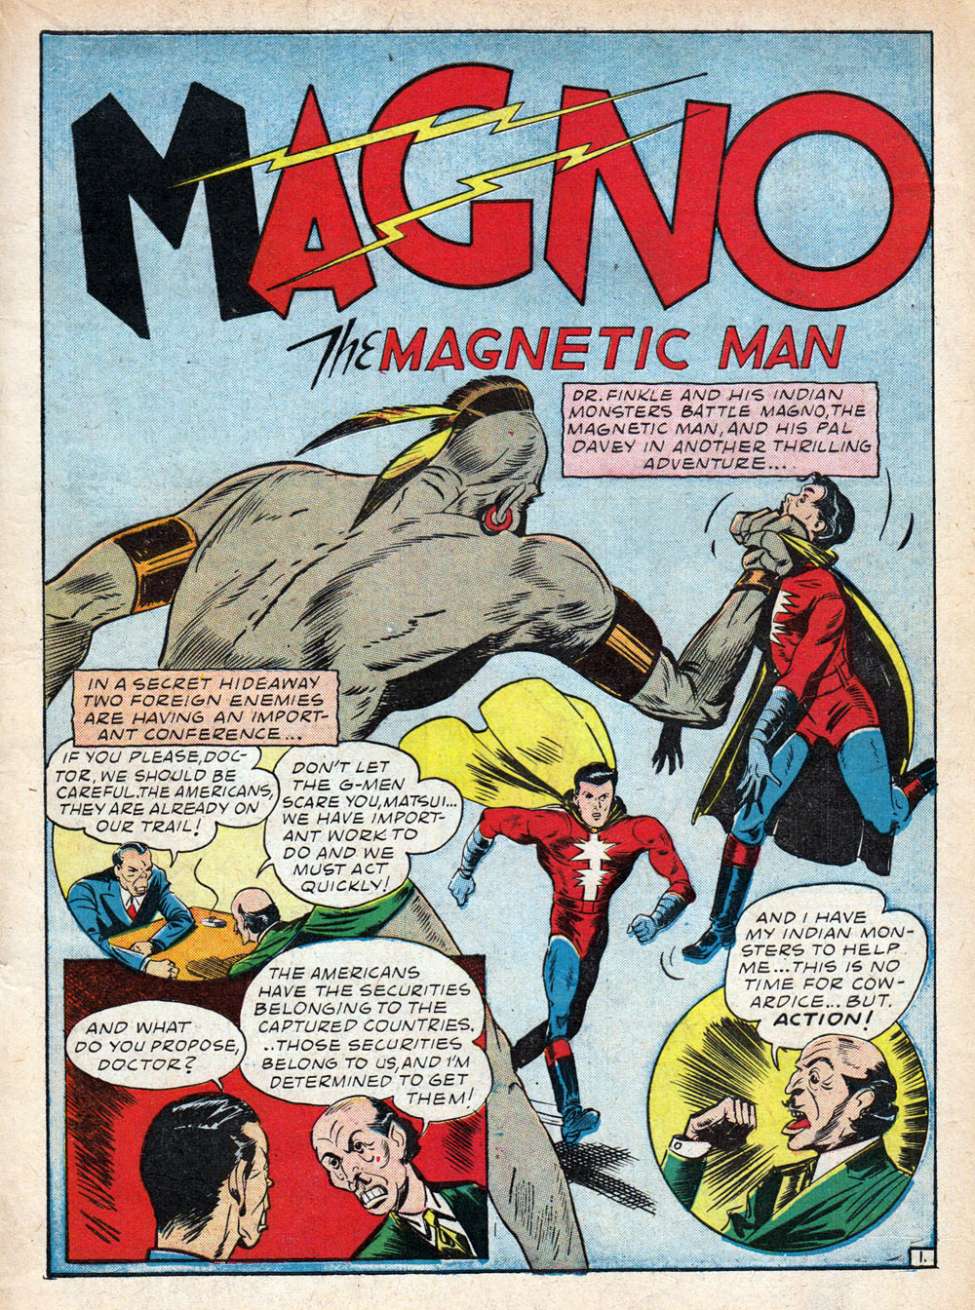 MAGNO
The MAGNETIC MAN
DR. FINKLE AND HIS INDIAN
MONSTERS BATTLE MAGNO, THE
MAGNETIC MAN, AND HIS PAL
DAVEY IN ANOTHER THRILLING
ADVENTURE...
IN A SECRET HIDEAWAY
TWO FOREIGN ENEMIES
ARE HAVING AN IMPORT-
ANT CONFERENCE...
IF YOU PLEASE, DOC-
TOR, WE SHOULD BE
CAREFUL. THE AMERICANS,
THEY ARE ALREADY ON
OUR TRAIL!
DON'T LET
THE G-MEN
SCARE YOU, MATSUI...
WE HAVE IMPORT-
ANT WORK TO
DO AND WE
MUST ACT
QUICKLY!
AND WHAT
DO YOU PROPOSE,
DOCTOR?
THE AMERICANS
HAVE THE SECURITIES
BELONGING TO THE
CAPTURED COUNTRIES.
..THOSE SECURITIES
BELONG TO US, AND I'M
DETERMINED TO GET
THEM!
AND I HAVE
MY INDIAN MON-
STERS TO HELP
ME... THIS IS NO
TIME FOR COW-
ARDICE... BUT.
ACTION!
1.